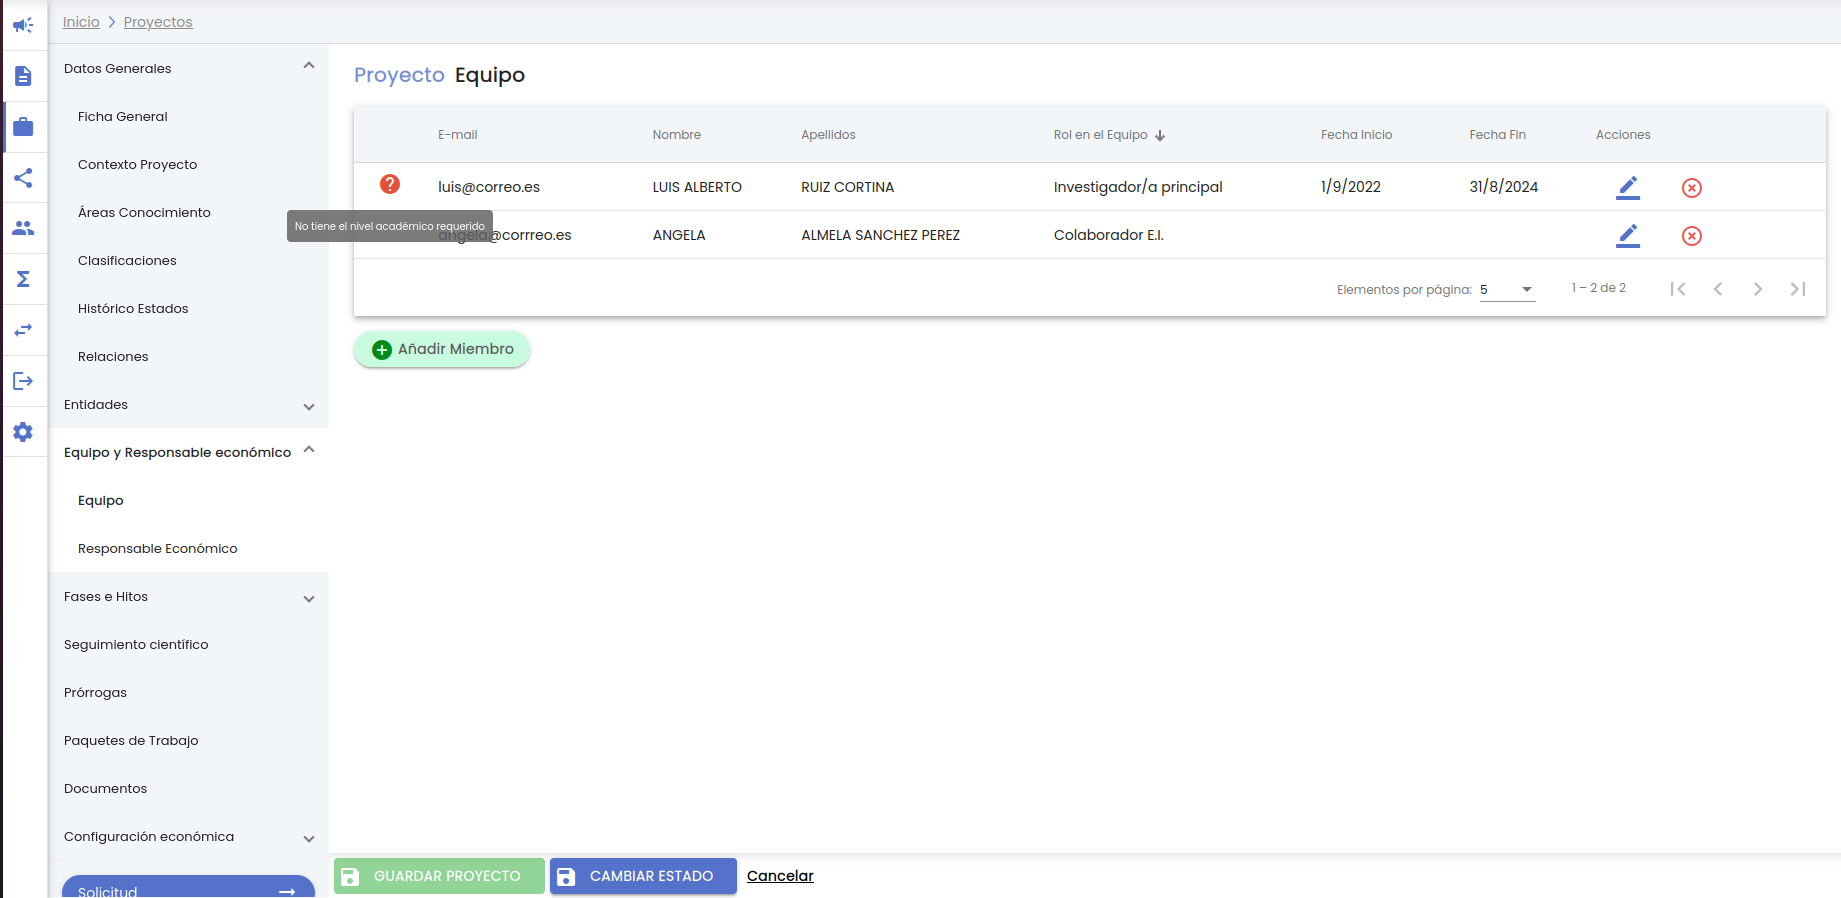 Inicio > Proyectos
Datos Generales
Ficha General
Contexto Proyecto
Áreas Conocimiento
Clasificaciones
Histórico Estados
Relaciones
Entidades
Equipo y Responsable económico
Equipo
Responsable Económico
Fases e Hitos
Seguimiento científico
Prórrogas
Paquetes de Trabajo
Documentos
Configuración económica
Solicitud
Proyecto Equipo
E-mail Nombre Apellidos Rol en el Equipo Fecha Inicio Fecha Fin Acciones
luis@correo.es LUIS ALBERTO RUIZ CORTINA Investigador/a principal 1/9/2022 31/8/2024
No tiene el nivel académico requerido
angela@corrreo.es ANGELA ALMELA SANCHEZ PEREZ Colaborador E.I.
Elementos por página: 5 1 – 2 de 2
Añadir Miembro
GUARDAR PROYECTO CAMBIAR ESTADO Cancelar